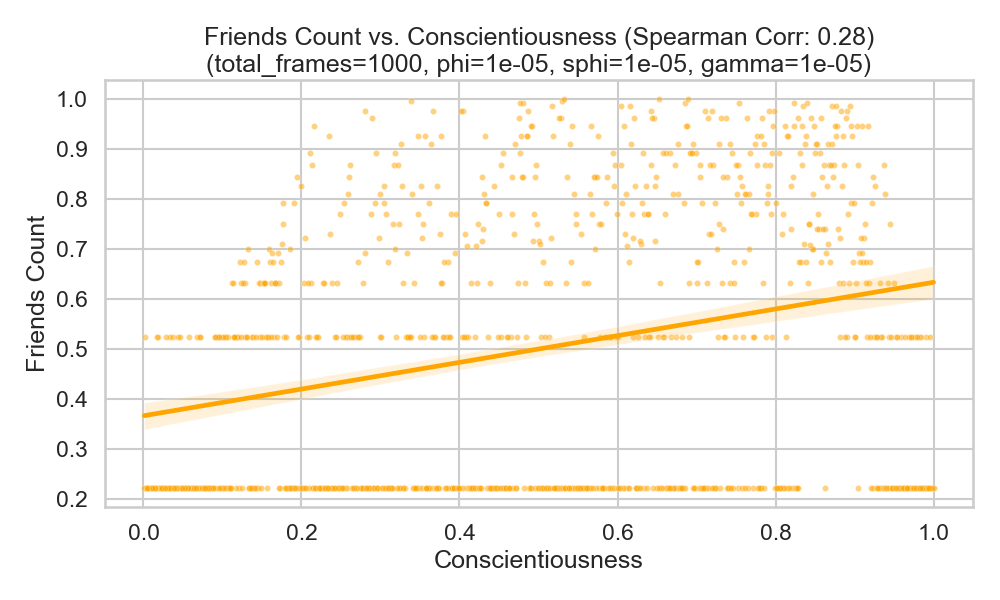 Friends Count vs. Conscientiousness (Spearman Corr: 0.28)
(total_frames=1000, phi=1e-05, sphi=1e-05, gamma=1e-05)
1.0
0.9
0.8
0.7
0.6
0.5
0.4
0.3
0.2
Friends Count
0.0 0.2 0.4 0.6 0.8 1.0
Conscientiousness